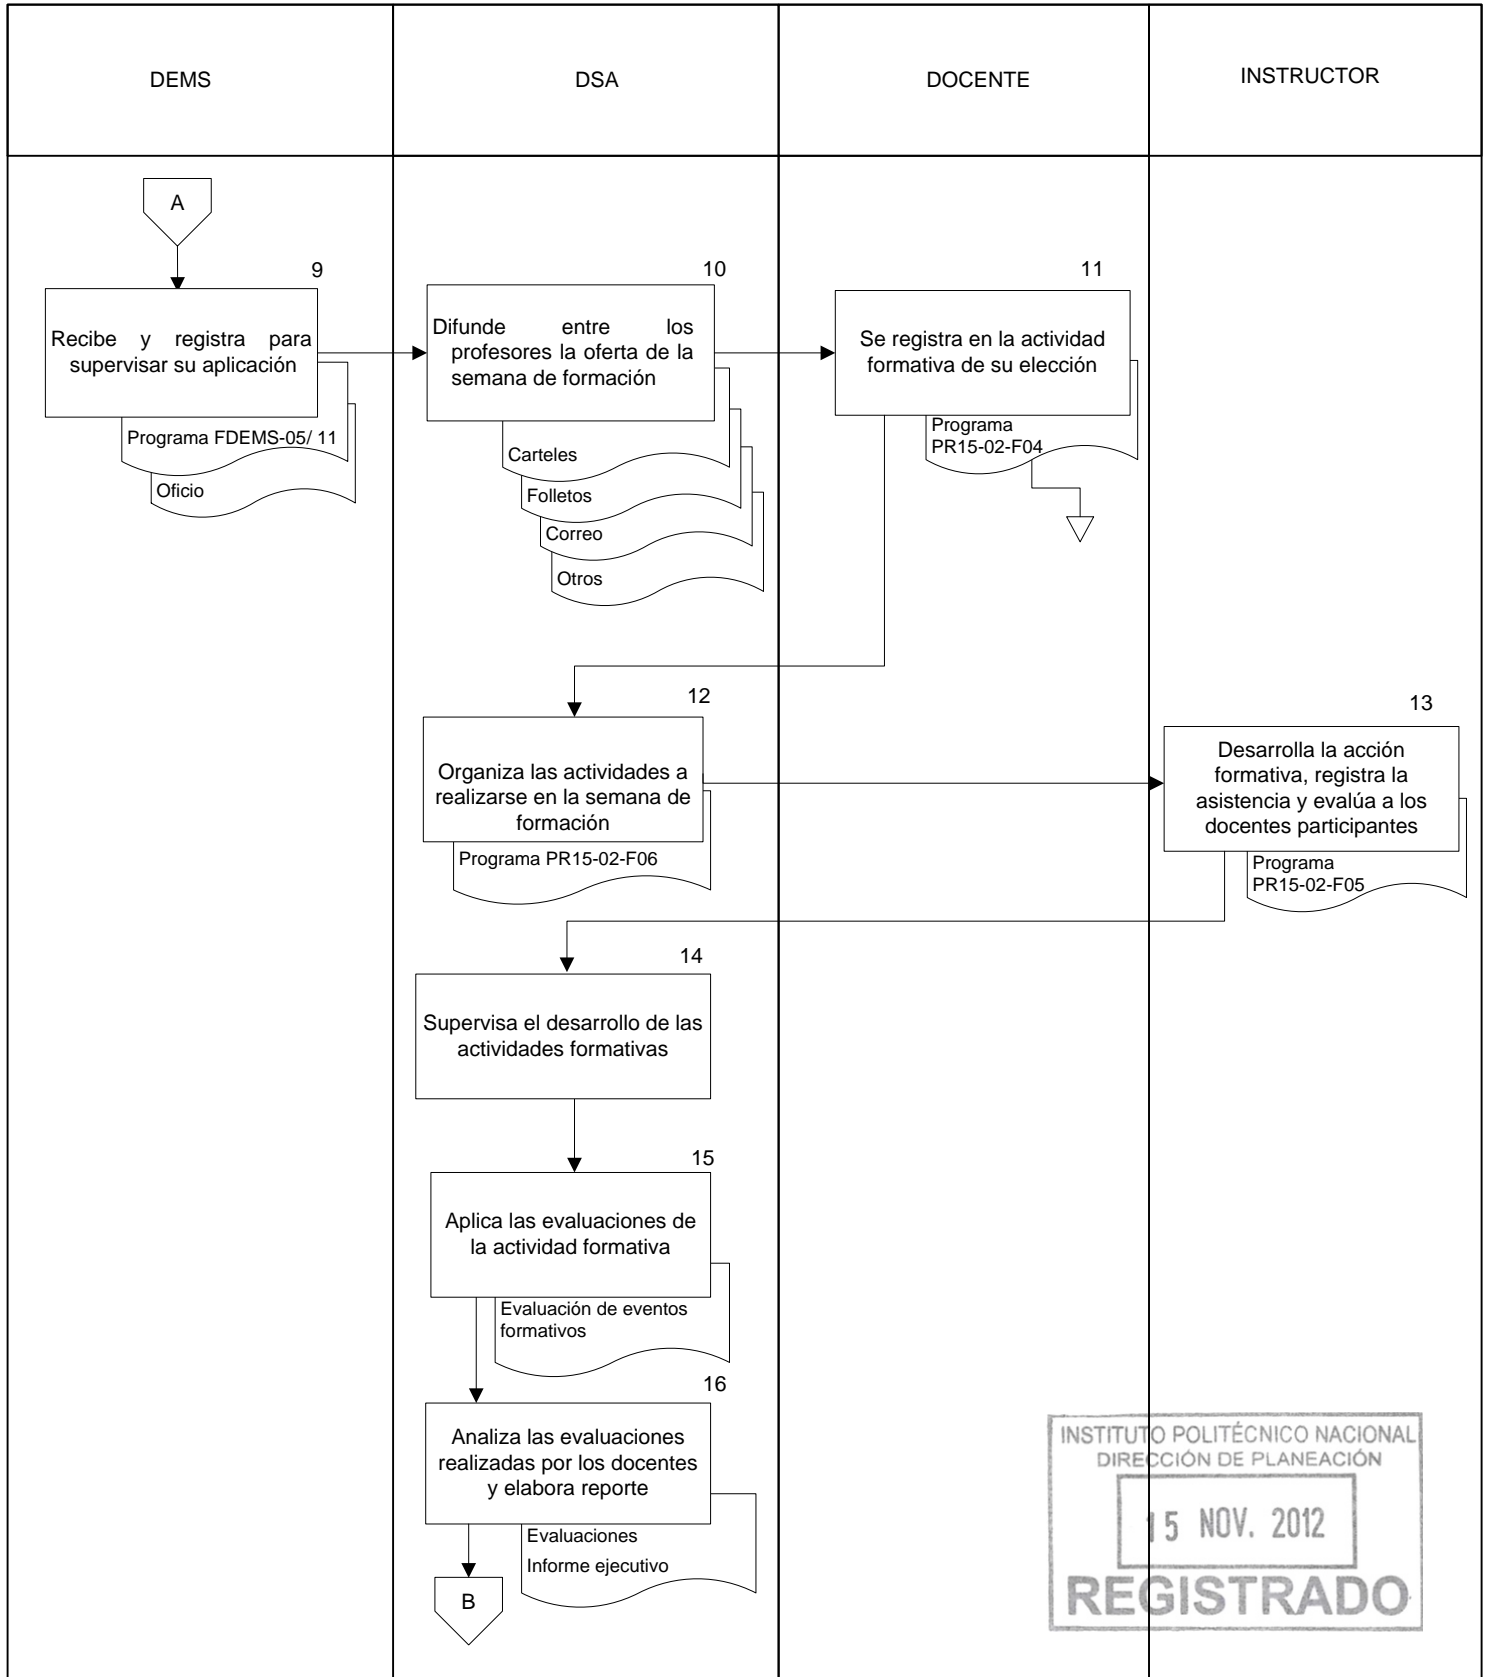 DEMS
DSA
DOCENTE
INSTRUCTOR
A
9
Recibe y registra para
supervisar su aplicación
Programa FDEMS-05/ 11
Oficio
10
Difunde entre los
profesores la oferta de la
semana de formación
Carteles
Folletos
Correo
Otros
11
Se registra en la actividad
formativa de su elección
Programa
PR15-02-F04
12
Organiza las actividades a
realizarse en la semana de
formación
Programa PR15-02-F06
13
Desarrolla la acción
formativa, registra la
asistencia y evalúa a los
docentes participantes
Programa
PR15-02-F05
14
Supervisa el desarrollo de las
actividades formativas
15
Aplica las evaluaciones de
la actividad formativa
Evaluación de eventos
formativos
16
Analiza las evaluaciones
realizadas por los docentes
y elabora reporte
Evaluaciones
Informe ejecutivo
B
INSTITUTO POLITÉCNICO NACIONAL
DIRECCIÓN DE PLANEACIÓN
15 NOV. 2012
REGISTRADO